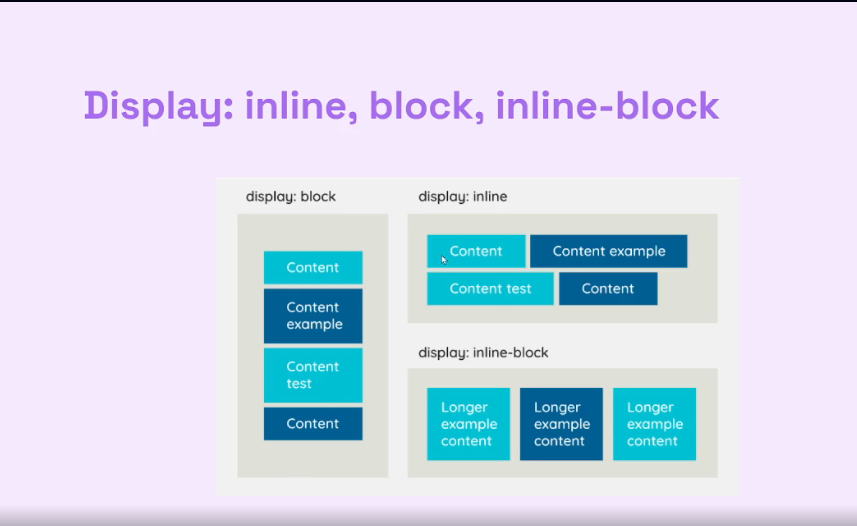 Display: inline, block, inline-block
display: block
Content
Content
example
Content
test
Content
display: inline
Content
Content example
Content test
Content
display: inline-block
Longer
example
content
Longer
example
content
Longer
example
content